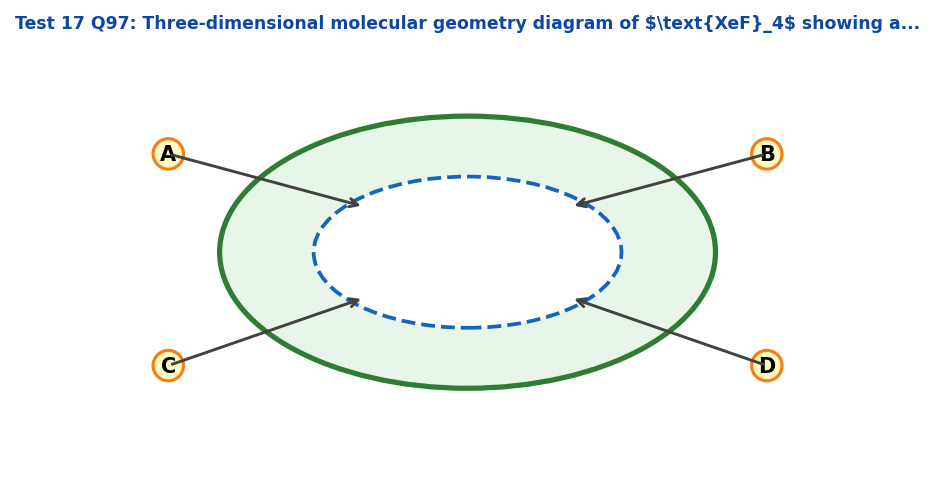 Test 17 Q97: Three-dimensional molecular geometry diagram of $\text{XeF}_4$ showing a...
A
B
C
D